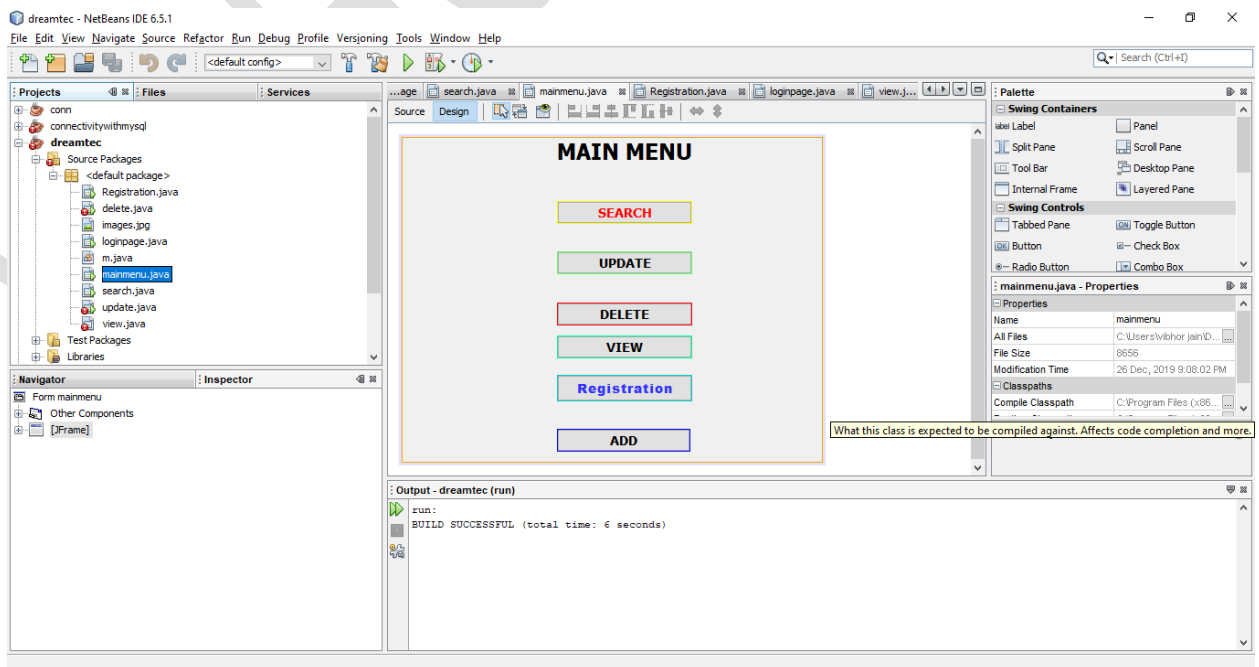 dreamtec - NetBeans IDE 6.5.1
File Edit View Navigate Source Refactor Run Debug Profile Versioning Tools Window Help
<default config>
Search (Ctrl+I)
Projects Files Services
conn
connectivitywithmysql
dreamtec
Source Packages
<default package>
Registration.java
delete.java
images.jpg
loginpage.java
m.java
mainmenu.java
search.java
update.java
view.java
Test Packages
Libraries
Navigator Inspector
Form mainmenu
Other Components
[JFrame]
...age search.java mainmenu.java Registration.java loginpage.java view.j...
Source Design
MAIN MENU
SEARCH
UPDATE
DELETE
VIEW
Registration
ADD
Output - dreamtec (run)
run:
BUILD SUCCESSFUL (total time: 6 seconds)
Palette
Swing Containers
label Label Panel
Split Pane Scroll Pane
Tool Bar Desktop Pane
Internal Frame Layered Pane
Swing Controls
Tabbed Pane ON Toggle Button
OK Button Check Box
Radio Button Combo Box
mainmenu.java - Properties
Properties
Name mainmenu
All Files C:\Users\vibhor jain\D... ...
File Size 8656
Modification Time 26 Dec, 2019 9:08:02 PM
Classpaths
Compile Classpath C:\Program Files (x86... ...
What this class is expected to be compiled against. Affects code completion and more.